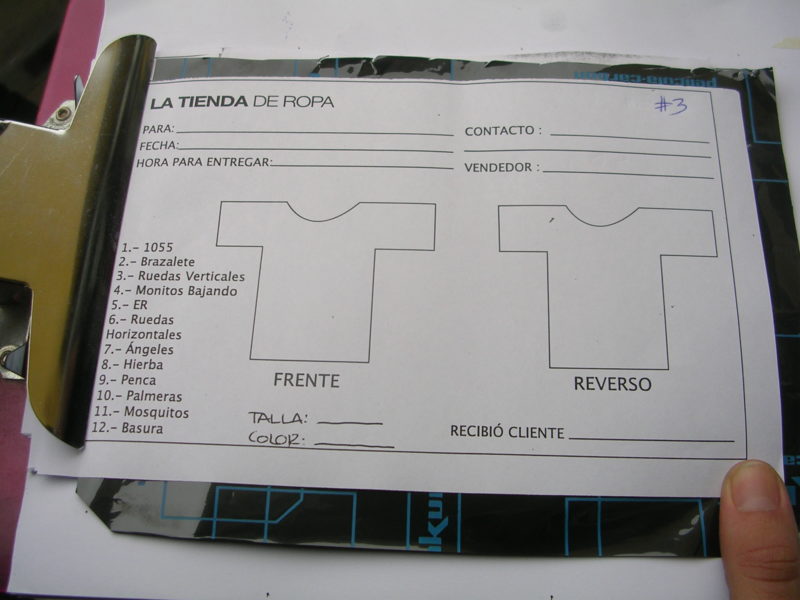 #3
LA TIENDA DE ROPA
PARA:
CONTACTO :
FECHA:
HORA PARA ENTREGAR:
VENDEDOR :
1.- 1055
2.- Brazalete
3.- Ruedas Verticales
4.- Monitos Bajando
5.- ER
6.- Ruedas
Horizontales
7.- Ángeles
8.- Hierba
9.- Penca
10.- Palmeras
11.- Mosquitos
12.- Basura
FRENTE
REVERSO
TALLA:
COLOR:
RECIBIÓ CLIENTE